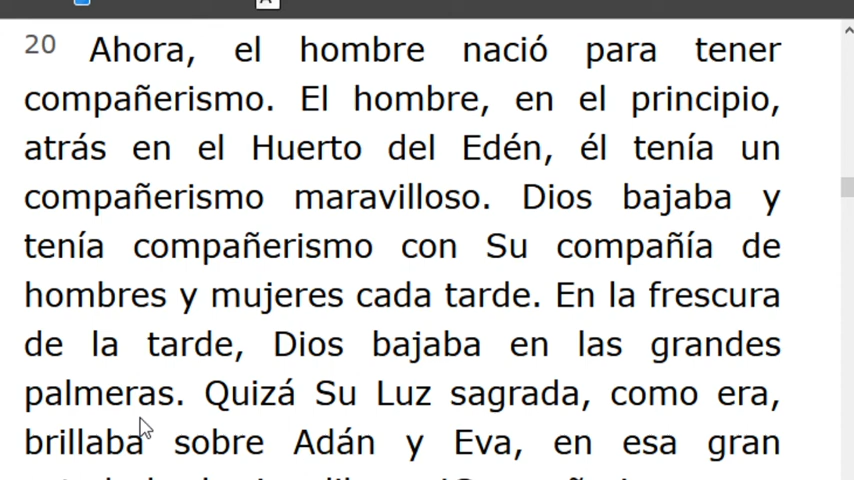 20 Ahora, el hombre nació para tener
compañerismo. El hombre, en el principio,
atrás en el Huerto del Edén, él tenía un
compañerismo maravilloso. Dios bajaba y
tenía compañerismo con Su compañía de
hombres y mujeres cada tarde. En la frescura
de la tarde, Dios bajaba en las grandes
palmeras. Quizá Su Luz sagrada, como era,
brillaba sobre Adán y Eva, en esa gran